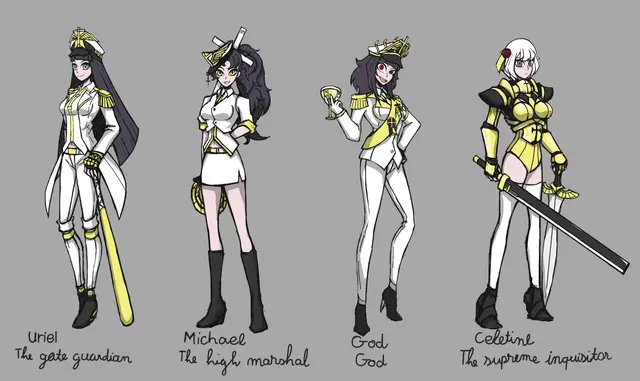 Uriel
The gate guardian
Michael
The high marshal
God
God
Celetine
The supreme inquisitor